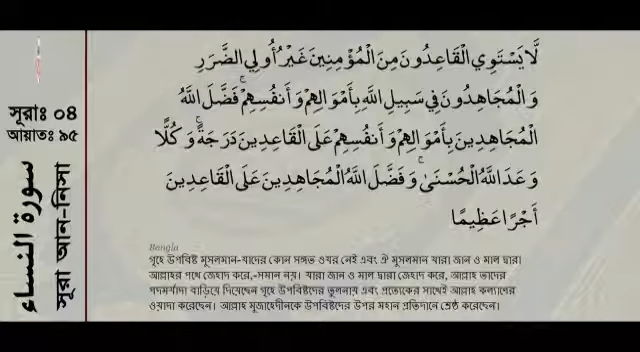 সূরাঃ ০৪
আয়াতঃ ৯৫
سورة النساء
সূরা আন-নিসা
لَّا يَسْتَوِي الْقَاعِدُونَ مِنَ الْمُؤْمِنِينَ غَيْرُ أُولِي الضَّرَرِ
وَالْمُجَاهِدُونَ فِي سَبِيلِ اللَّهِ بِأَمْوَالِهِمْ وَأَنفُسِهِمْ ۚ فَضَّلَ اللَّهُ
الْمُجَاهِدِينَ بِأَمْوَالِهِمْ وَأَنفُسِهِمْ عَلَى الْقَاعِدِينَ دَرَجَةً ۚ وَكُلًّا
وَعَدَ اللَّهُ الْحُسْنَىٰ ۚ وَفَضَّلَ اللَّهُ الْمُجَاهِدِينَ عَلَى الْقَاعِدِينَ
أَجْرًا عَظِيمًا
Bangla
গৃহে উপবিষ্ট মুসলমান-যাদের কোন সঙ্গত ওযর নেই এবং ঐ মুসলমান যারা জান ও মাল দ্বারা
আল্লাহর পথে জেহাদ করে,-সমান নয়। যারা জান ও মাল দ্বারা জেহাদ করে, আল্লাহ তাদের
পদমর্যাদা বাড়িয়ে দিয়েছেন গৃহে উপবিষ্টদের তুলনায় এবং প্রত্যেকের সাথেই আল্লাহ কল্যাণের
ওয়াদা করেছেন। আল্লাহ মুজাহেদীনকে উপবিষ্টদের উপর মহান প্রতিদানে শ্রেষ্ঠ করেছেন।